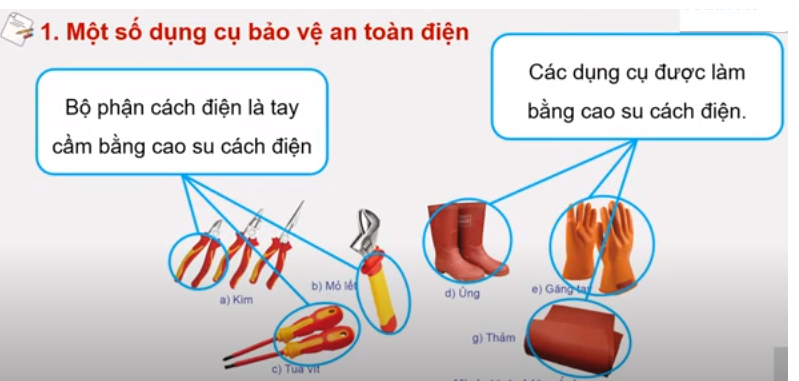 1. Một số dụng cụ bảo vệ an toàn điện
Bộ phận cách điện là tay
cầm bằng cao su cách điện
Các dụng cụ được làm
bằng cao su cách điện.
a) Kìm
b) Mỏ lết
c) Tua vít
d) Ủng
e) Găng tay
g) Thảm